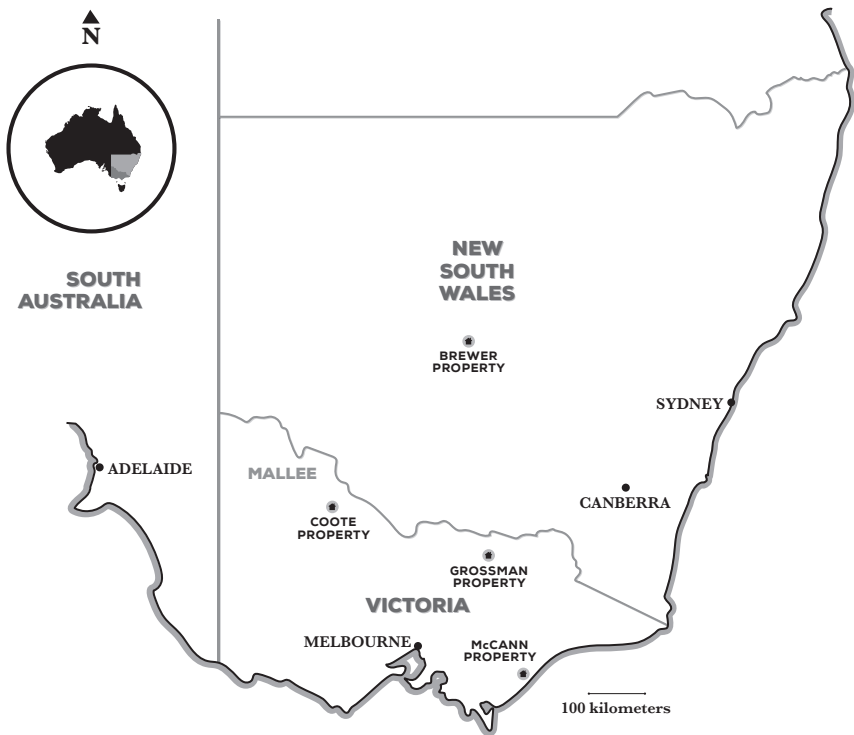 N
SOUTH
AUSTRALIA
NEW
SOUTH
WALES
BREWER
PROPERTY
SYDNEY
ADELAIDE
MALLEE
CANBERRA
COOTE
PROPERTY
GROSSMAN
PROPERTY
VICTORIA
MELBOURNE
McCANN
PROPERTY
100 kilometers